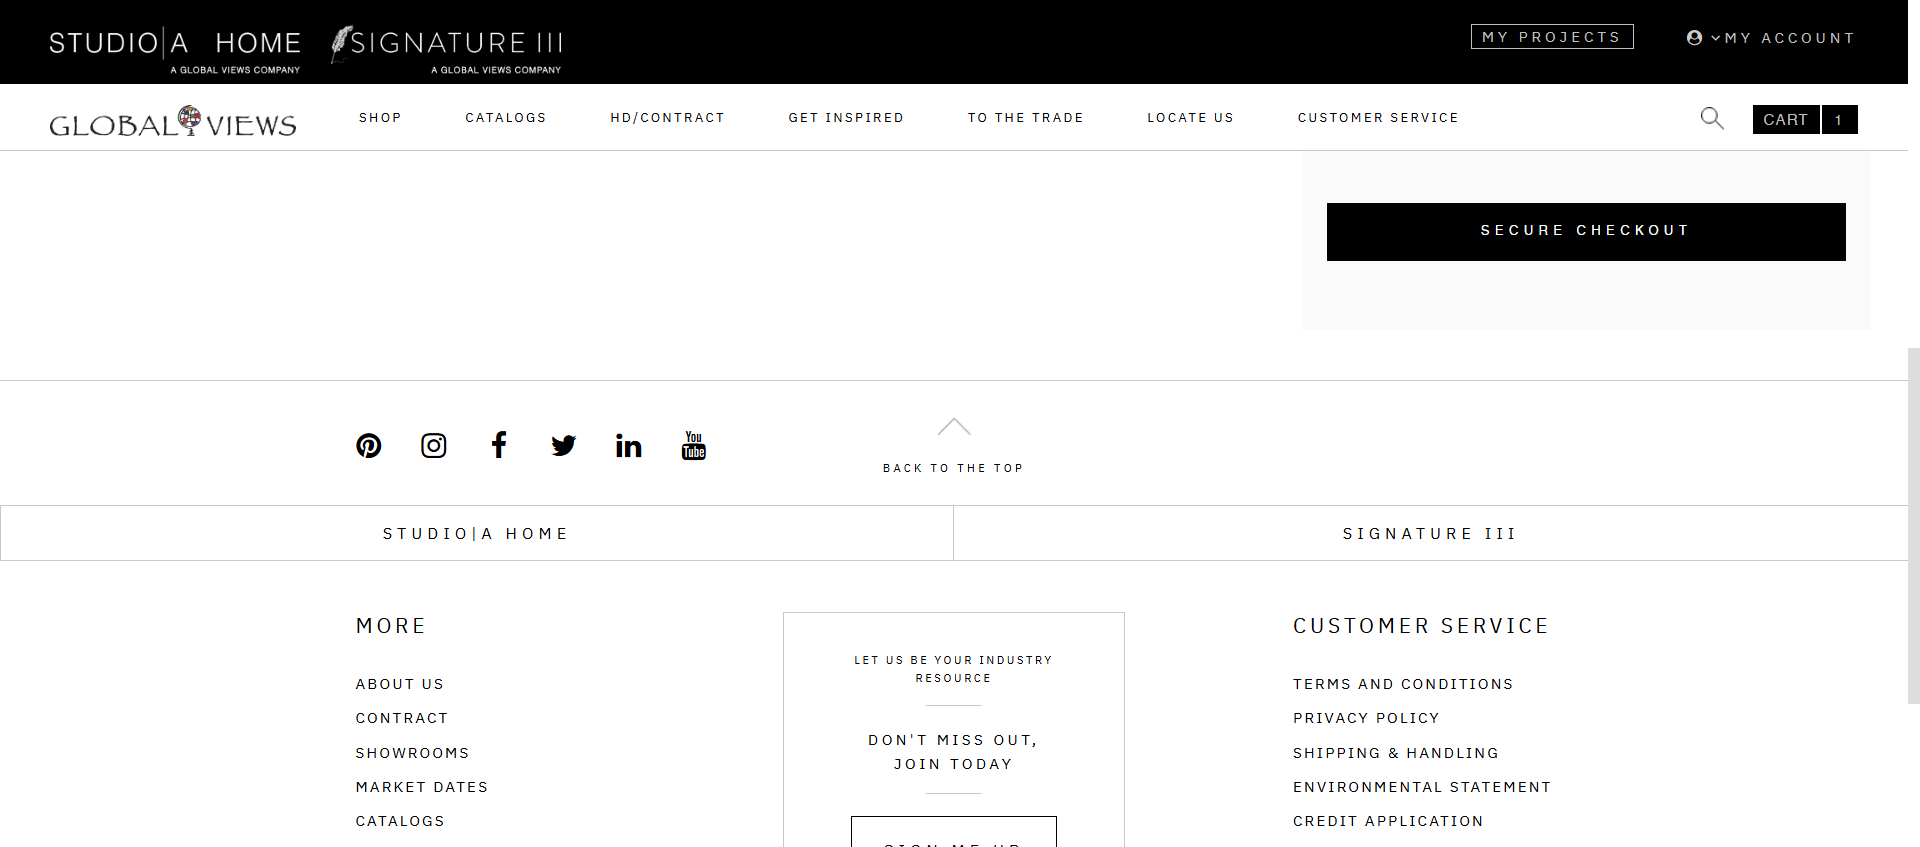 STUDIO|A HOME
A GLOBAL VIEWS COMPANY
SIGNATURE III
A GLOBAL VIEWS COMPANY
MY PROJECTS
MY ACCOUNT
GLOBAL VIEWS
SHOP
CATALOGS
HD/CONTRACT
GET INSPIRED
TO THE TRADE
LOCATE US
CUSTOMER SERVICE
CART
1
SECURE CHECKOUT
You
Tube
BACK TO THE TOP
STUDIO|A HOME
SIGNATURE III
MORE
ABOUT US
CONTRACT
SHOWROOMS
MARKET DATES
CATALOGS
LET US BE YOUR INDUSTRY
RESOURCE
DON'T MISS OUT,
JOIN TODAY
SIGN ME UP
CUSTOMER SERVICE
TERMS AND CONDITIONS
PRIVACY POLICY
SHIPPING & HANDLING
ENVIRONMENTAL STATEMENT
CREDIT APPLICATION